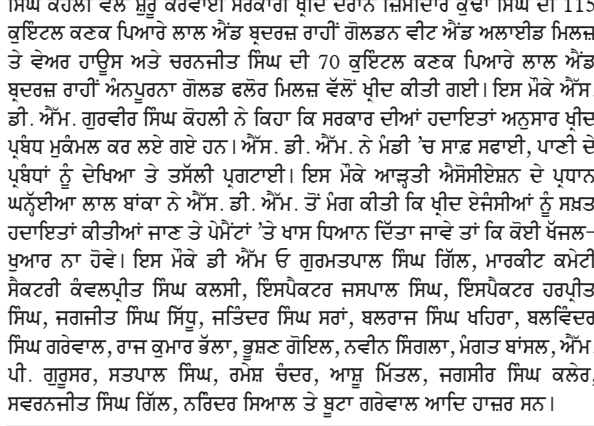 ਸਿੰਘ ਕੋਹਲੀ ਵਲੋਂ ਸ਼ੁਰੂ ਕਰਵਾਈ ਸਰਕਾਰੀ ਖ੍ਰੀਦ ਦੌਰਾਨ ਜ਼ਿਮੀਂਦਾਰ ਕੁੰਢਾ ਸਿੰਘ ਦੀ 115
ਕੁਇੰਟਲ ਕਣਕ ਪਿਆਰੇ ਲਾਲ ਐਂਡ ਬ੍ਰਦਰਜ਼ ਰਾਹੀਂ ਗੋਲਡਨ ਵੀਟ ਐਂਡ ਅਲਾਈਡ ਮਿਲਜ਼
ਤੇ ਵੇਅਰ ਹਾਊਸ ਅਤੇ ਚਰਨਜੀਤ ਸਿੰਘ ਦੀ 70 ਕੁਇੰਟਲ ਕਣਕ ਪਿਆਰੇ ਲਾਲ ਐਂਡ
ਬ੍ਰਦਰਜ਼ ਰਾਹੀਂ ਅੰਨਪੂਰਨਾ ਗੋਲਡ ਫਲੋਰ ਮਿਲਜ਼ ਵੱਲੋਂ ਖ੍ਰੀਦ ਕੀਤੀ ਗਈ। ਇਸ ਮੌਕੇ ਐੱਸ.
ਡੀ. ਐੱਮ. ਗੁਰਵੀਰ ਸਿੰਘ ਕੋਹਲੀ ਨੇ ਕਿਹਾ ਕਿ ਸਰਕਾਰ ਦੀਆਂ ਹਦਾਇਤਾਂ ਅਨੁਸਾਰ ਖ੍ਰੀਦ
ਪ੍ਰਬੰਧ ਮੁਕੰਮਲ ਕਰ ਲਏ ਗਏ ਹਨ। ਐੱਸ. ਡੀ. ਐੱਮ. ਨੇ ਮੰਡੀ 'ਚ ਸਾਫ਼ ਸਫਾਈ, ਪਾਣੀ ਦੇ
ਪ੍ਰਬੰਧਾਂ ਨੂੰ ਦੇਖਿਆ ਤੇ ਤਸੱਲੀ ਪ੍ਰਗਟਾਈ। ਇਸ ਮੌਕੇ ਆੜ੍ਹਤੀ ਐਸੋਸੀਏਸ਼ਨ ਦੇ ਪ੍ਰਧਾਨ
ਘਨ੍ਹੱਈਆ ਲਾਲ ਬਾਂਕਾ ਨੇ ਐੱਸ. ਡੀ. ਐੱਮ. ਤੋਂ ਮੰਗ ਕੀਤੀ ਕਿ ਖ੍ਰੀਦ ਏਜੰਸੀਆਂ ਨੂੰ ਸਖ਼ਤ
ਹਦਾਇਤਾਂ ਕੀਤੀਆਂ ਜਾਣ ਤੇ ਪੇਮੈਂਟਾਂ 'ਤੇ ਖਾਸ ਧਿਆਨ ਦਿੱਤਾ ਜਾਵੇ ਤਾਂ ਕਿ ਕੋਈ ਖੱਜਲ-
ਖੁਆਰ ਨਾ ਹੋਵੇ। ਇਸ ਮੌਕੇ ਡੀ ਐੱਮ ਓ ਗੁਰਮਤਪਾਲ ਸਿੰਘ ਗਿੱਲ, ਮਾਰਕੀਟ ਕਮੇਟੀ
ਸੈਕਟਰੀ ਕੰਵਲਪ੍ਰੀਤ ਸਿੰਘ ਕਲਸੀ, ਇੰਸਪੈਕਟਰ ਜਸਪਾਲ ਸਿੰਘ, ਇੰਸਪੈਕਟਰ ਹਰਪ੍ਰੀਤ
ਸਿੰਘ, ਜਗਜੀਤ ਸਿੰਘ ਸਿੱਧੂ, ਜਤਿੰਦਰ ਸਿੰਘ ਸਰਾਂ, ਬਲਰਾਜ ਸਿੰਘ ਖਹਿਰਾ, ਬਲਵਿੰਦਰ
ਸਿੰਘ ਗਰੇਵਾਲ, ਰਾਜ ਕੁਮਾਰ ਭੱਲਾ, ਭੂਸ਼ਣ ਗੋਇਲ, ਨਵੀਨ ਸਿੰਗਲਾ, ਮੰਗਤ ਬਾਂਸਲ, ਐੱਮ.
ਪੀ. ਗੁਰੂਸਰ, ਸਤਪਾਲ ਸਿੰਘ, ਰਮੇਸ਼ ਚੰਦਰ, ਆਸ਼ੂ ਮਿੱਤਲ, ਜਗਸੀਰ ਸਿੰਘ ਕਲੇਰ,
ਸਵਰਨਜੀਤ ਸਿੰਘ ਗਿੱਲ, ਨਰਿੰਦਰ ਸਿਆਲ ਤੇ ਬੂਟਾ ਗਰੇਵਾਲ ਆਦਿ ਹਾਜ਼ਰ ਸਨ।